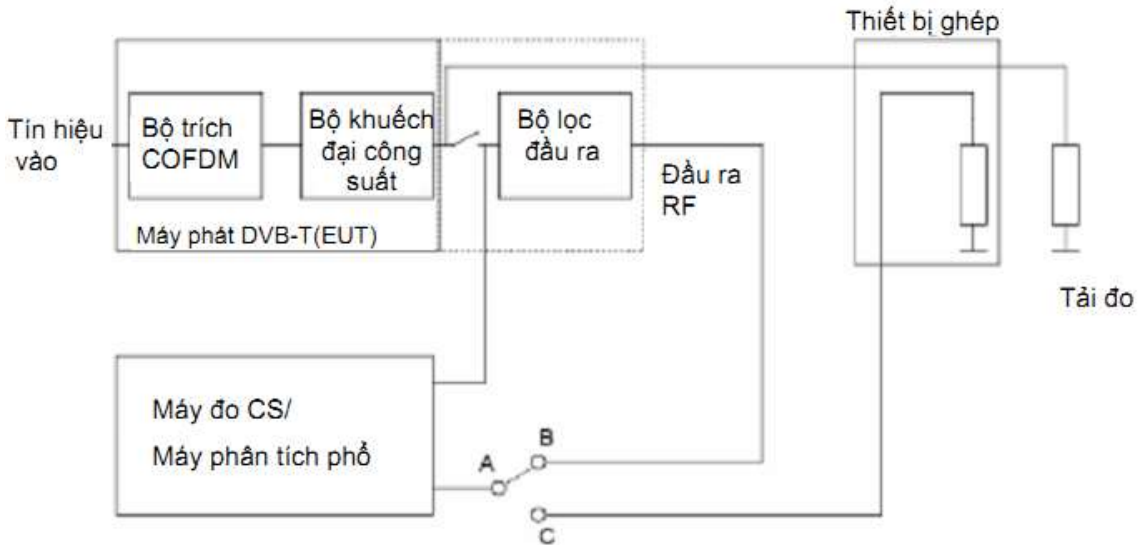 Thiết bị ghép
Tín hiệu
vào
Bộ trích
COFDM
Bộ khuếch
đại công
suất
Bộ lọc
đầu ra
Đầu ra
RF
Máy phát DVB-T(EUT)
Tải đo
Máy đo CS/
Máy phân tích phổ
A
B
C